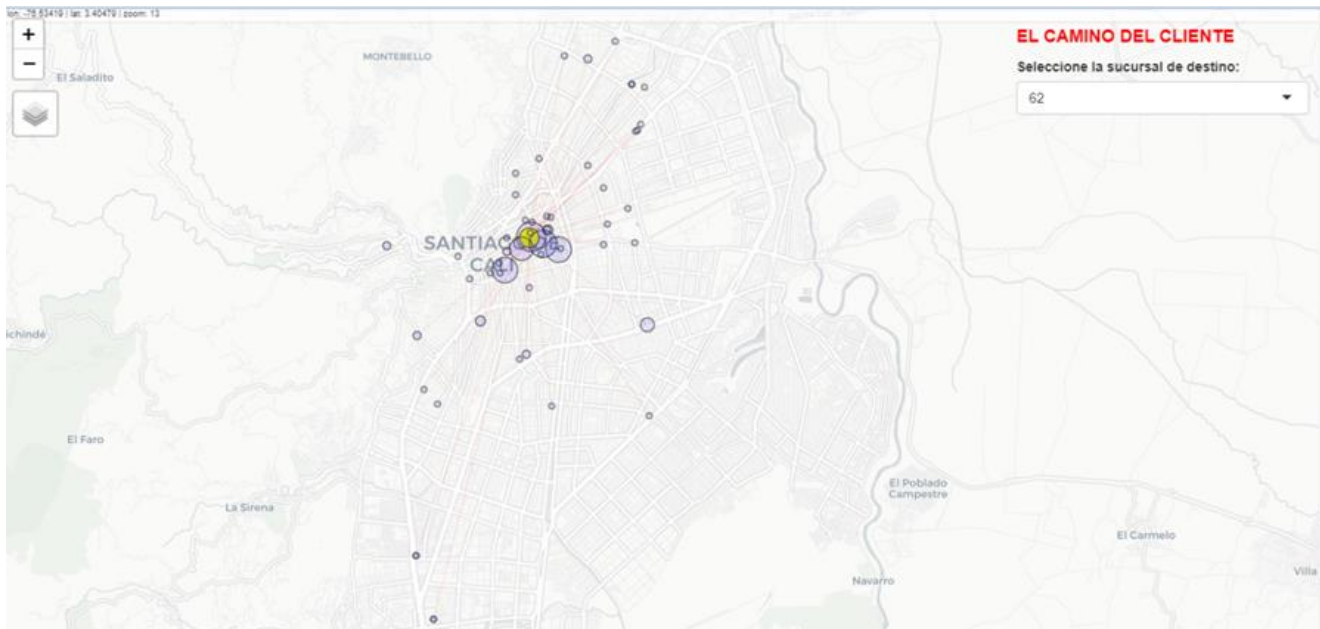 lon: -76.53419 | lat: 3.40479 | zoom: 13
+
−
EL CAMINO DEL CLIENTE
Seleccione la sucursal de destino:
62
MONTEBELLO
El Saladito
SANTIAGO DE
CALI
ichindé
El Faro
La Sirena
El Poblado
Campestre
El Carmelo
Villa
Navarro